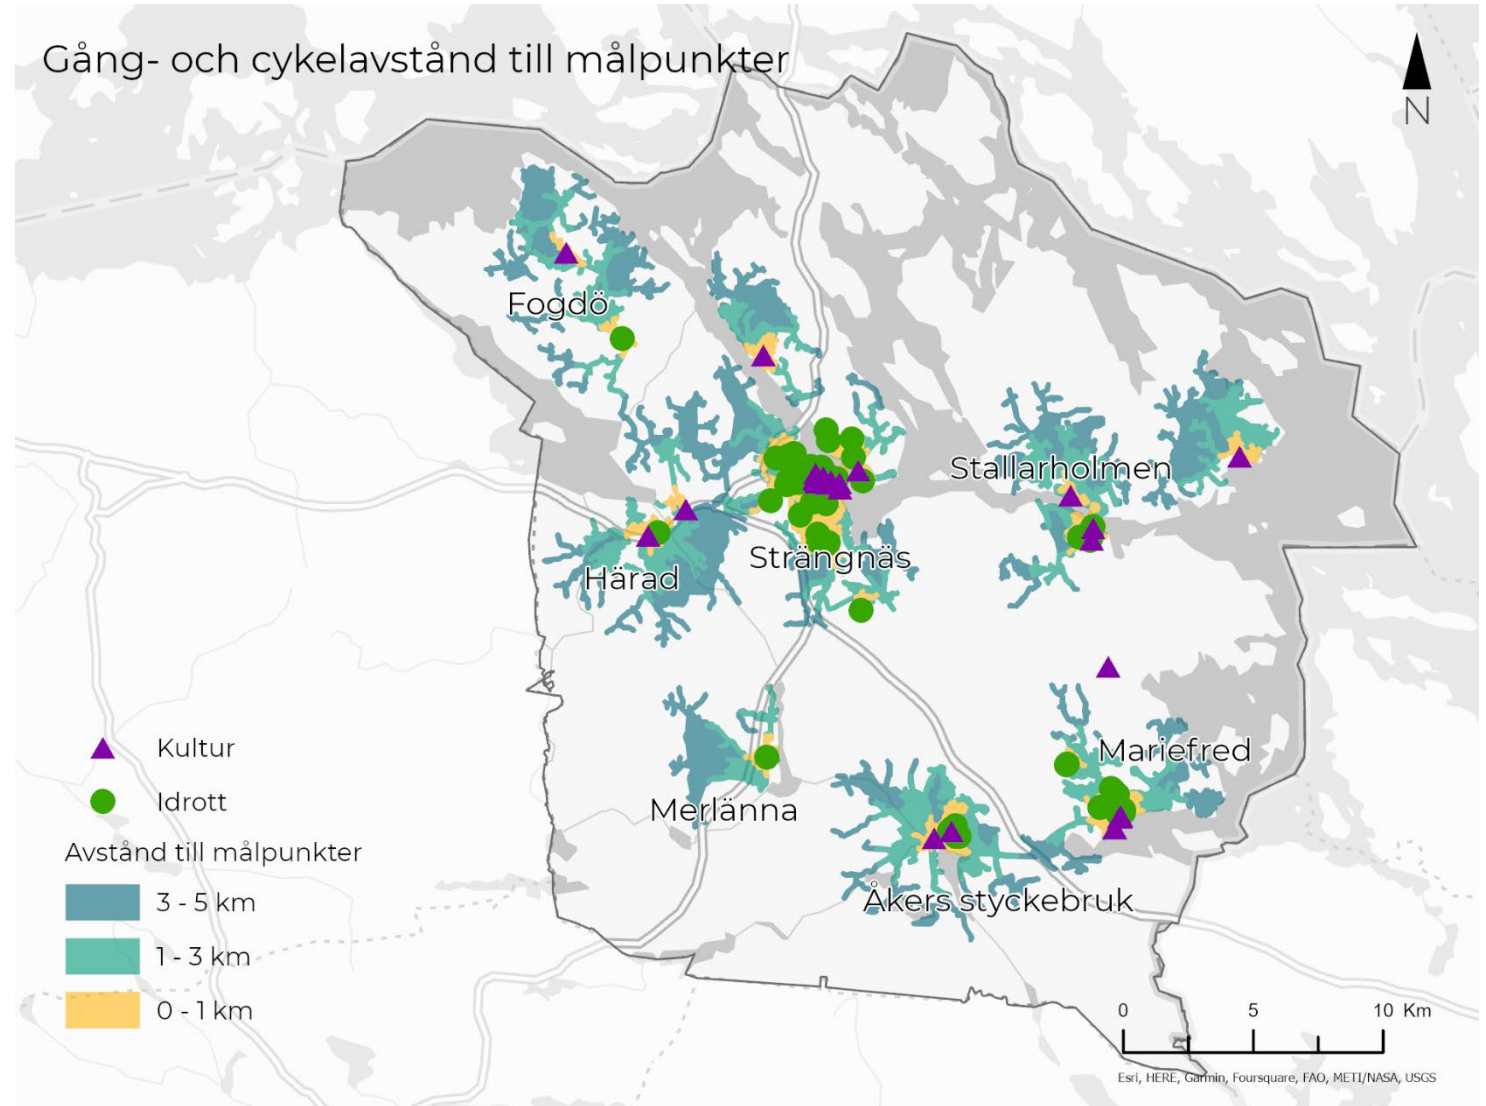 Gång- och cykelavstånd till målpunkter
N
Fogdö
Stallarholmen
Strängnäs
Härad
Mariefred
Merlänna
Åkers styckebruk
Kultur
Idrott
Avstånd till målpunkter
3 - 5 km
1 - 3 km
0 - 1 km
0 5 10 Km
Esri, HERE, Garmin, Foursquare, FAO, METI/NASA, USGS